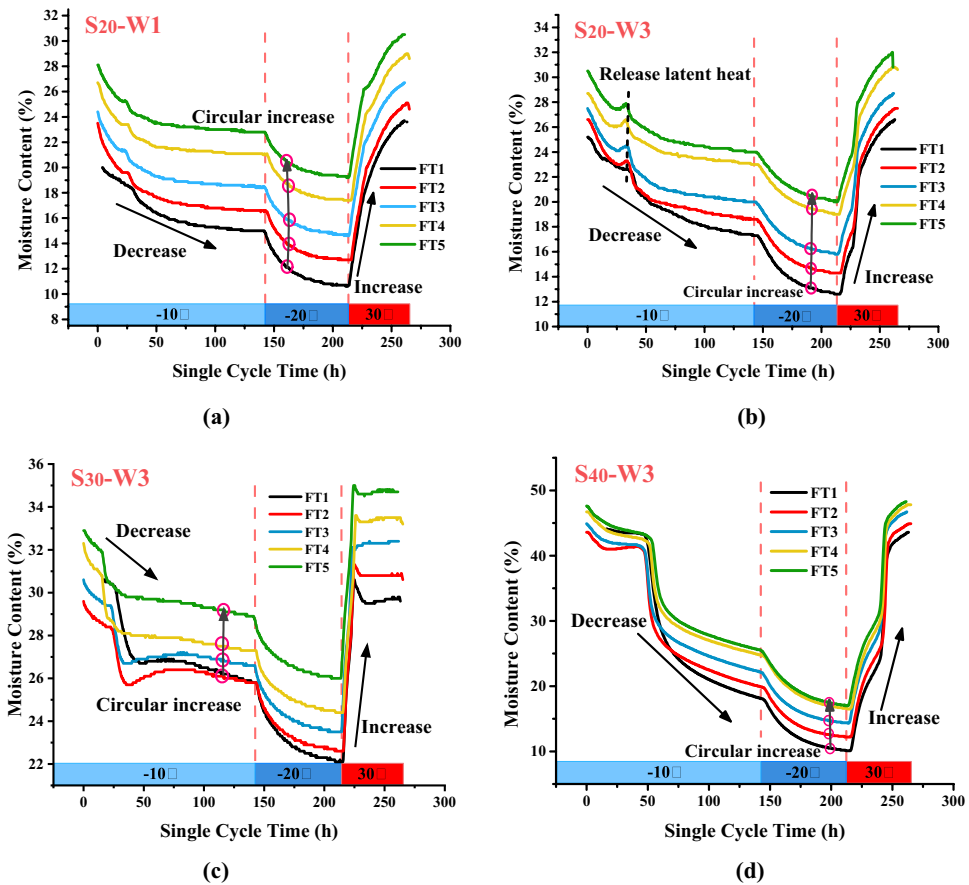 S20-W1
Moisture Content (%)
32
30
28
26
24
22
20
18
16
14
12
10
8
Circular increase
Decrease
Increase
FT1
FT2
FT3
FT4
FT5
-10□
-20□
30□
0
50
100
150
200
250
300
Single Cycle Time (h)
(a)
S20-W3
Moisture Content (%)
34
32
30
28
26
24
22
20
18
16
14
12
10
Release latent heat
Decrease
Circular increase
Increase
FT1
FT2
FT3
FT4
FT5
-10□
-20□
30□
0
50
100
150
200
250
300
Single Cycle Time (h)
(b)
S30-W3
Moisture Content (%)
36
34
32
30
28
26
24
22
Decrease
Circular increase
Increase
FT1
FT2
FT3
FT4
FT5
-10□
-20□
30□
0
50
100
150
200
250
300
Single Cycle Time (h)
(c)
S40-W3
Moisture Content (%)
50
40
30
20
10
Decrease
Circular increase
Increase
FT1
FT2
FT3
FT4
FT5
-10□
-20□
30□
0
50
100
150
200
250
300
Single Cycle Time (h)
(d)